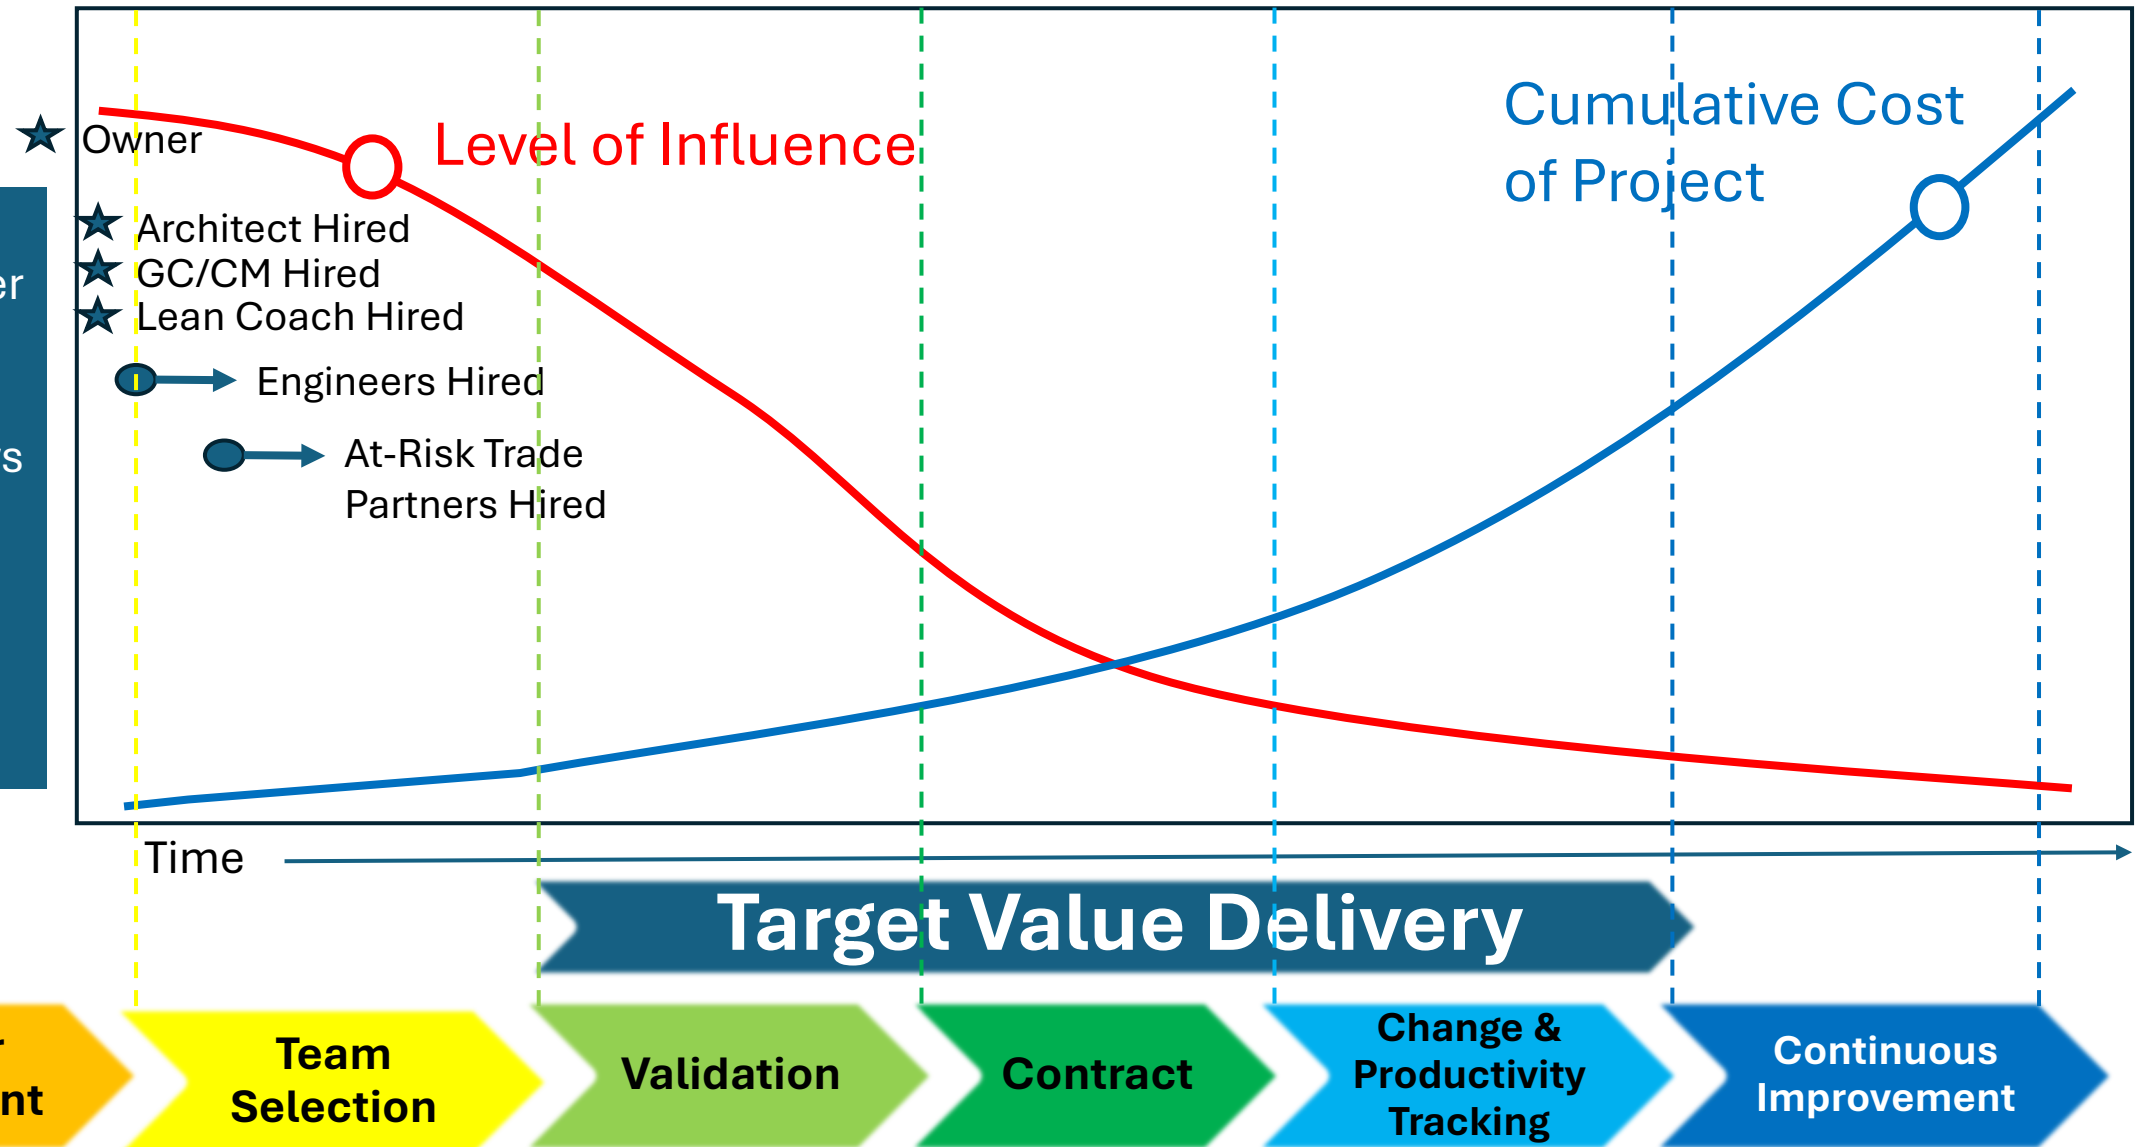 Owner
Level of Influence
Cumulative Cost
of Project
Architect Hired
GC/CM Hired
Lean Coach Hired
Engineers Hired
At-Risk Trade
Partners Hired
Time
Target Value Delivery
Team
Selection
Validation
Contract
Change &
Productivity
Tracking
Continuous
Improvement